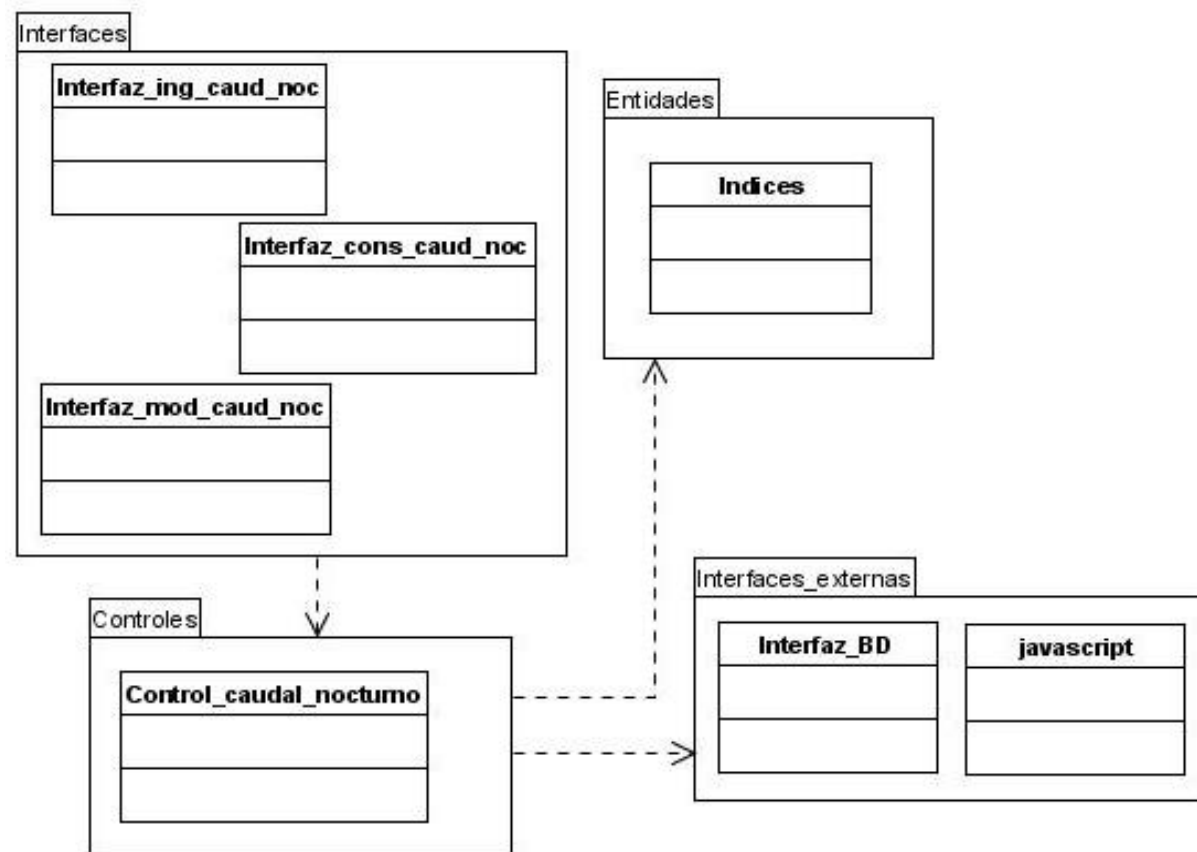 Interfaces
Interfaz_ing_caud_noc
Interfaz_cons_caud_noc
Interfaz_mod_caud_noc
Entidades
Indices
Controles
Control_caudal_nocturno
Interfaces_externas
Interfaz_BD
javascript